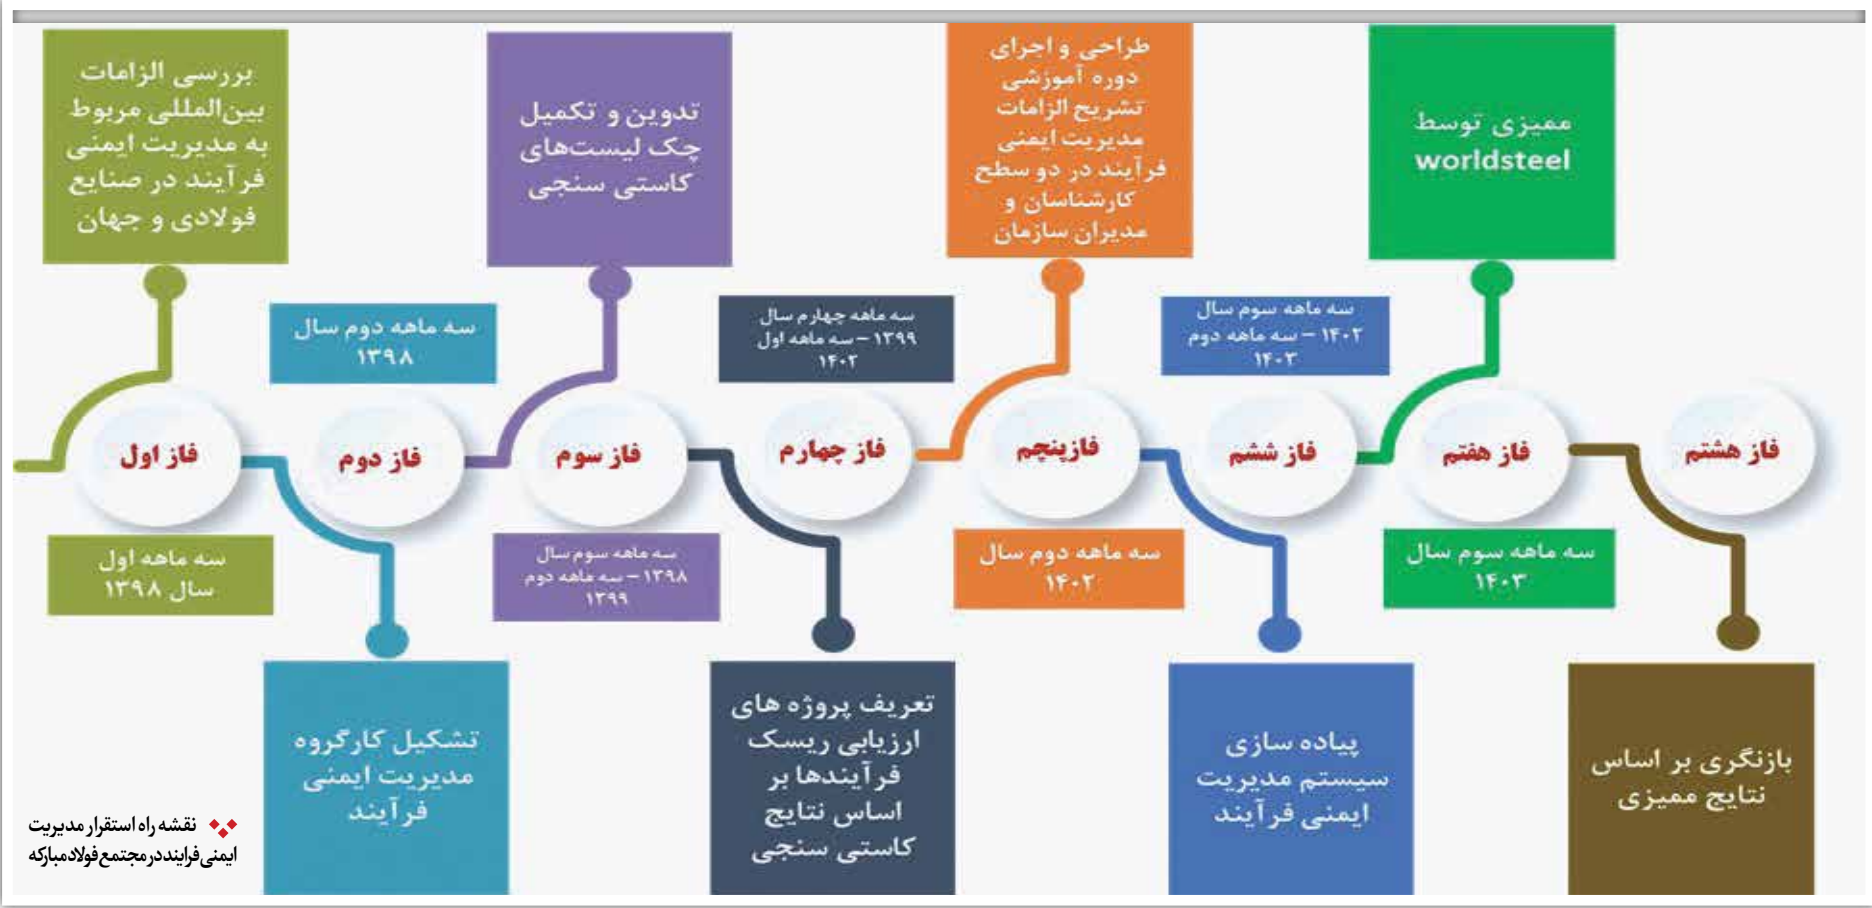 بررسی الزامات
بین‌المللی مربوط
به مدیریت ایمنی
فرآیند در صنایع
فولادی و جهان
فاز اول
سه ماهه اول
سال ۱۳۹۸
سه ماهه دوم سال
۱۳۹۸
فاز دوم
تشکیل کارگروه
مدیریت ایمنی
فرآیند
تدوین و تکمیل
چک لیست‌های
کاستی سنجی
فاز سوم
سه ماهه سوم سال
۱۳۹۸ – سه ماهه دوم
۱۳۹۹
سه ماهه چهارم سال
۱۳۹۹ – سه ماهه اول
۱۴۰۲
فاز چهارم
تعریف پروژه های
ارزیابی ریسک
فرآیندها بر
اساس نتایج
کاستی سنجی
طراحی و اجرای
دوره آموزشی
تشریح الزامات
مدیریت ایمنی
فرآیند در دو سطح
کارشناسان و
مدیران سازمان
فازپنچم
سه ماهه دوم سال
۱۴۰۲
سه ماهه سوم سال
۱۴۰۲ – سه ماهه دوم
۱۴۰۳
فاز ششم
پیاده سازی
سیستم مدیریت
ایمنی فرآیند
ممیزی توسط
worldsteel
فاز هفتم
سه ماهه سوم سال
۱۴۰۳
فاز هشتم
بازنگری بر اساس
نتایج ممیزی
نقشه راه استقرار مدیریت
ایمنی فرایند در مجتمع فولاد مبارکه